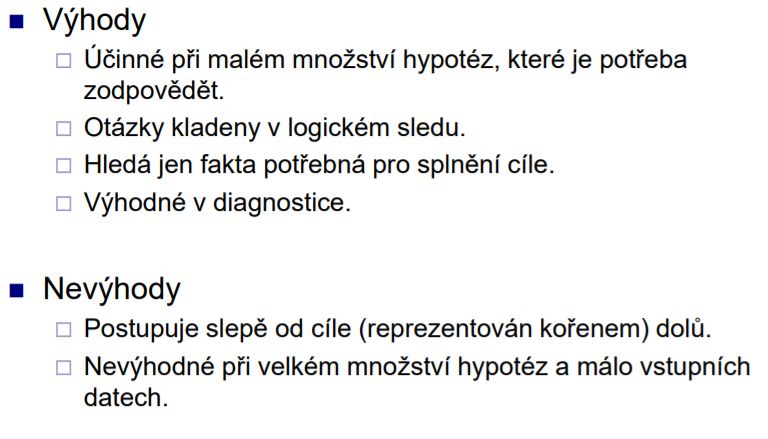 Výhody
Účinné při malém množství hypotéz, které je potřeba
zodpovědět.
Otázky kladeny v logickém sledu.
Hledá jen fakta potřebná pro splnění cíle.
Výhodné v diagnostice.
Nevýhody
Postupuje slepě od cíle (reprezentován kořenem) dolů.
Nevýhodné při velkém množství hypotéz a málo vstupních
datech.